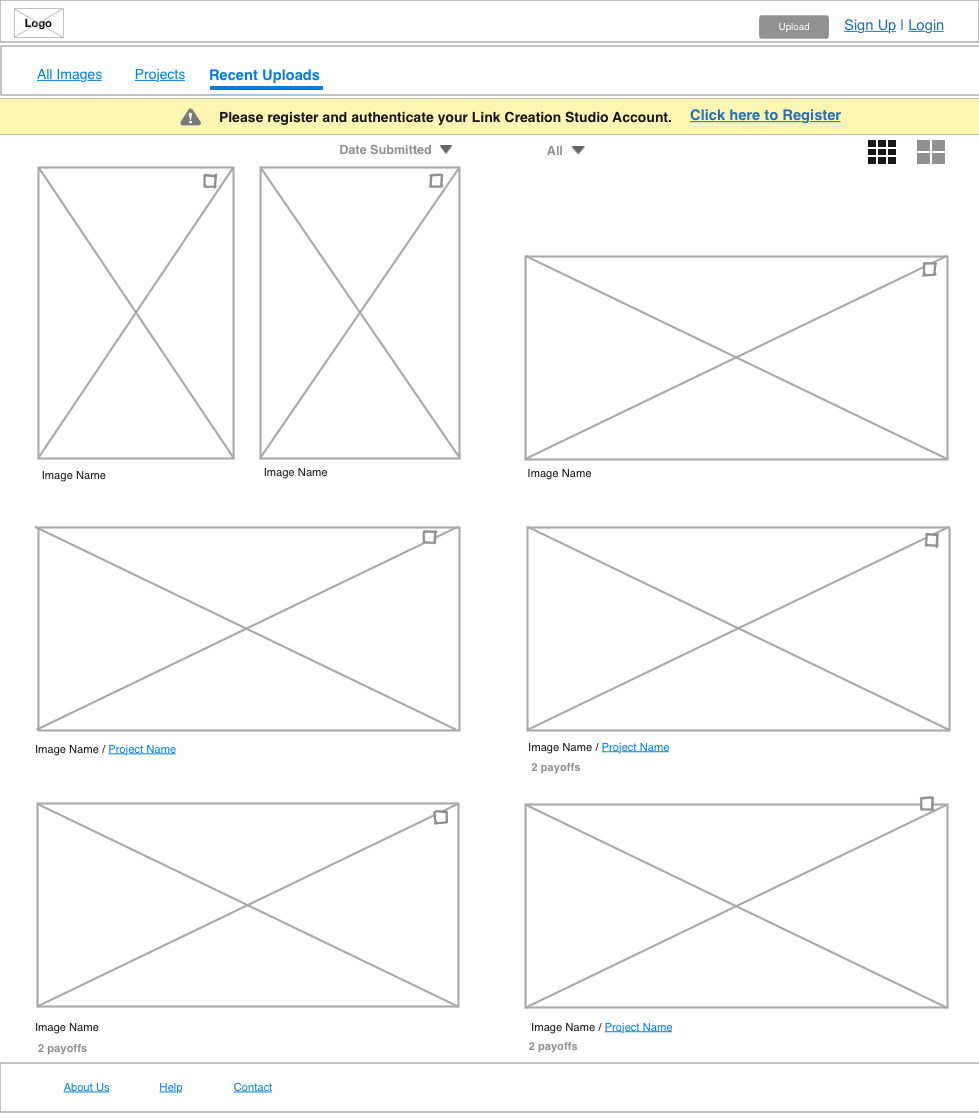 Logo
Upload
Sign Up | Login
All Images
Projects
Recent Uploads
Please register and authenticate your Link Creation Studio Account.
Click here to Register
Date Submitted
All
Image Name
Image Name
Image Name
Image Name / Project Name
Image Name / Project Name
2 payoffs
Image Name
2 payoffs
Image Name / Project Name
2 payoffs
About Us
Help
Contact